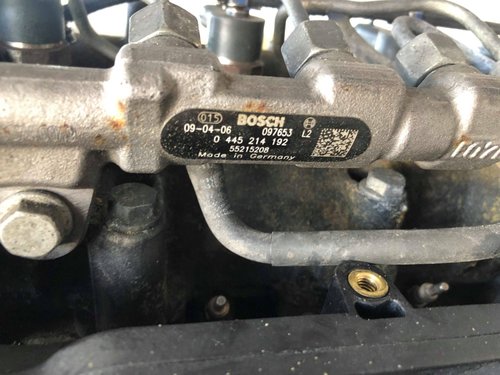 015 BOSCH
09-04-06 097653 L2
0 445 214 192
55215208
Made in Germany